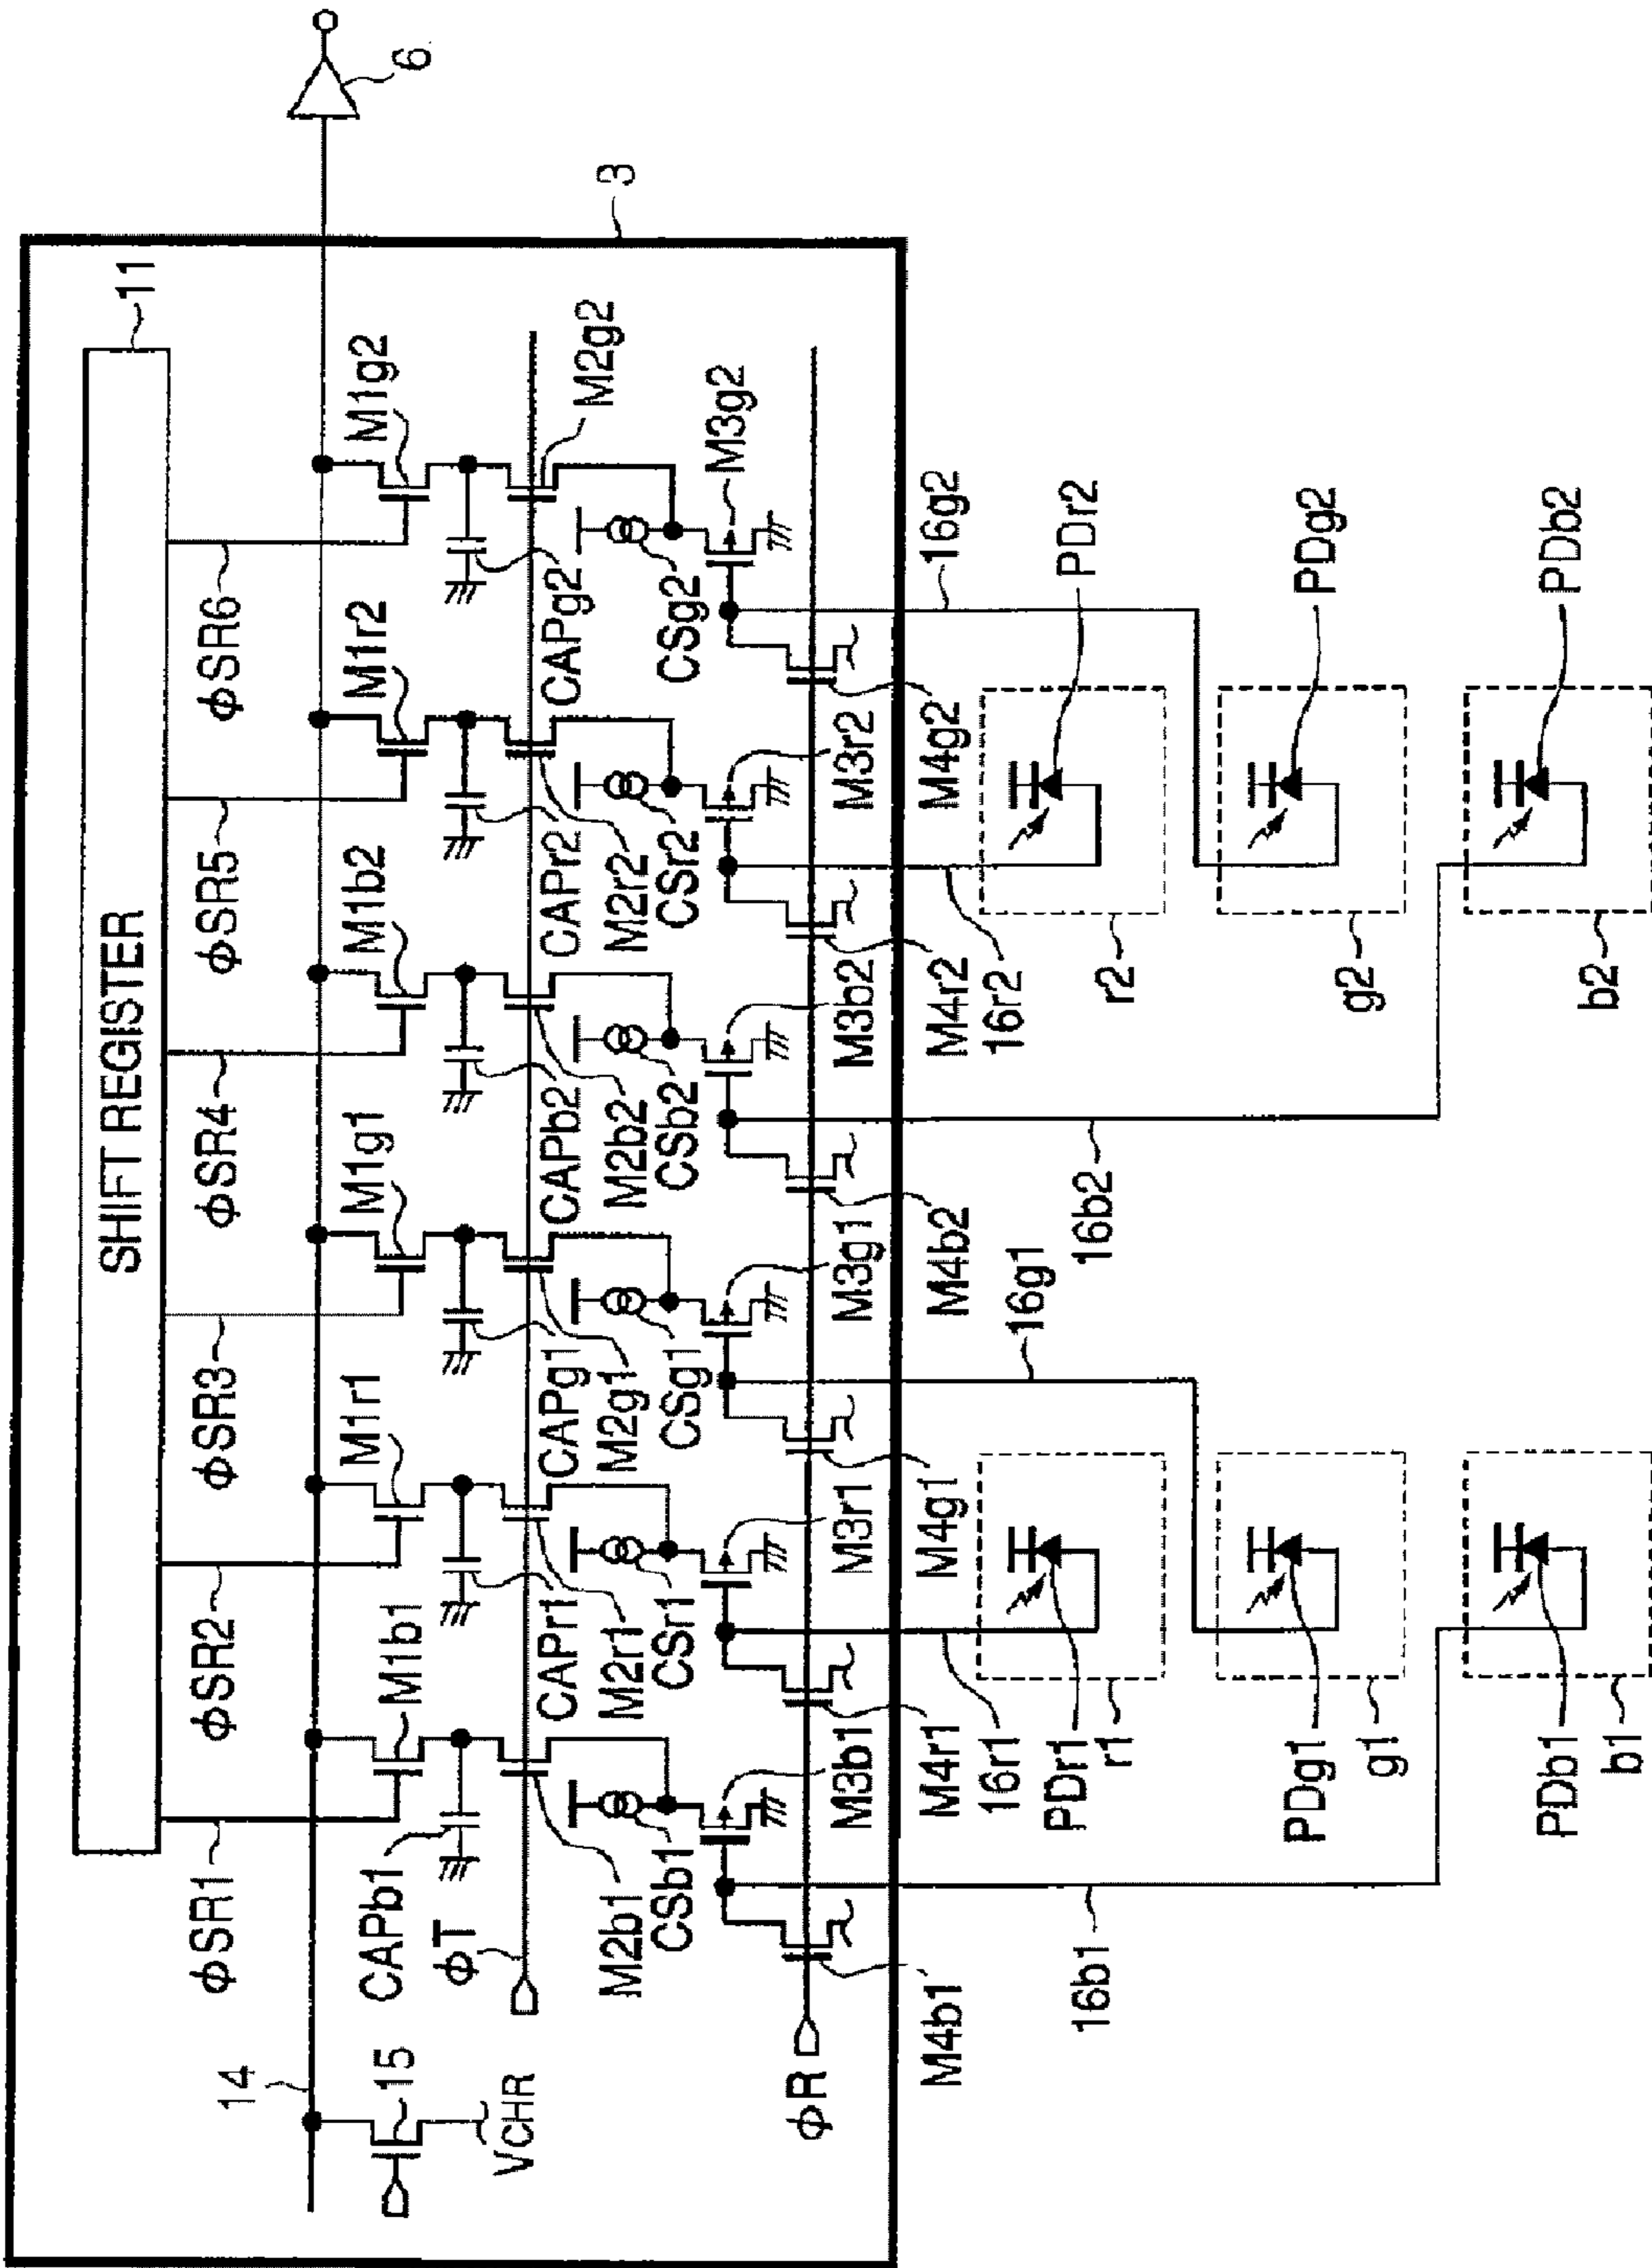 SHIFT REGISTER
11
3
6
14
15
VCHR
φSR1
φSR2
φSR3
φSR4
φSR5
φSR6
M1b1
M1r1
M1g1
M1b2
M1r2
M1g2
CAPb1
CAPr1
CAPg1
CAPb2
CAPr2
CAPg2
φT
M2b1
M2r1
M2g1
M2b2
M2r2
M2g2
CSb1
CSr1
CSg1
CSb2
CSr2
CSg2
M3b1
M3r1
M3g1
M3b2
M3r2
M3g2
φR
M4b1
M4r1
M4g1
M4b2
M4r2
M4g2
16b1
16r1
16g1
16b2
16r2
16g2
PDr1
r1
r2
PDr2
PDg1
g1
g2
PDg2
PDb1
b1
b2
PDb2